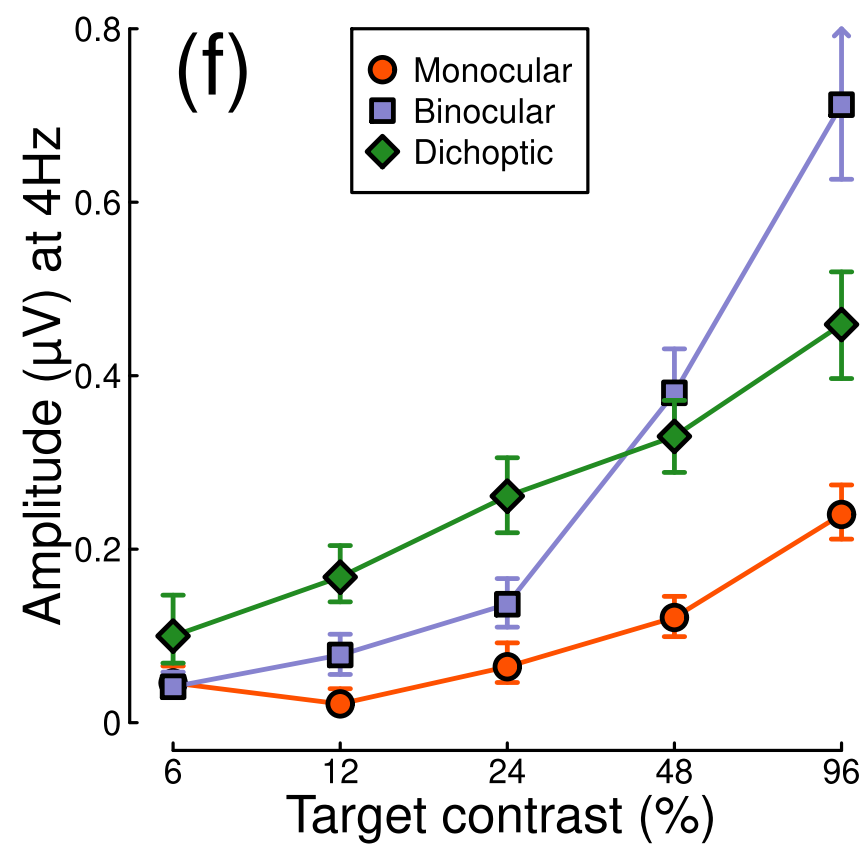 (f)
Monocular
Binocular
Dichoptic
Amplitude (µV) at 4Hz
0.8
0.6
0.4
0.2
0
6 12 24 48 96
Target contrast (%)